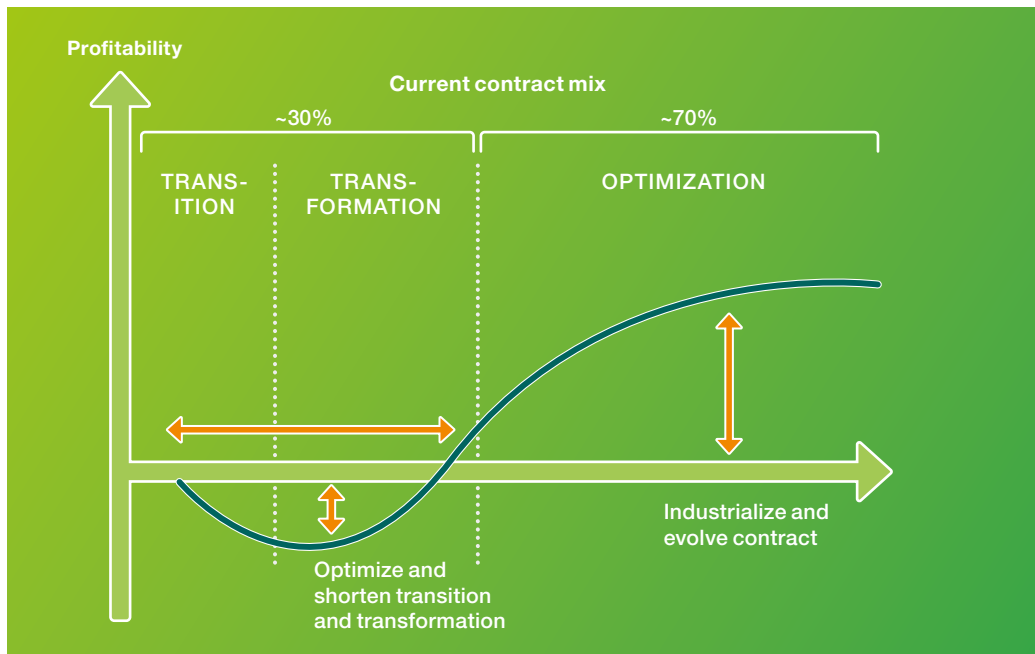 Profitability
Current contract mix
~30%
~70%
TRANS-
ITION
TRANS-
FORMATION
OPTIMIZATION
Industrialize and
evolve contract
Optimize and
shorten transition
and transformation